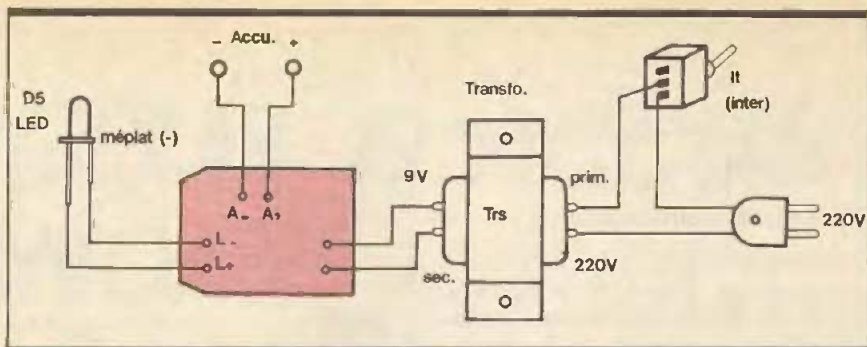 - Accu. +
D5
LED
méplat (-)
A- A+
L-
L+
9V
sec.
Transfo.
Trs
prim.
220V
It
(inter)
220V